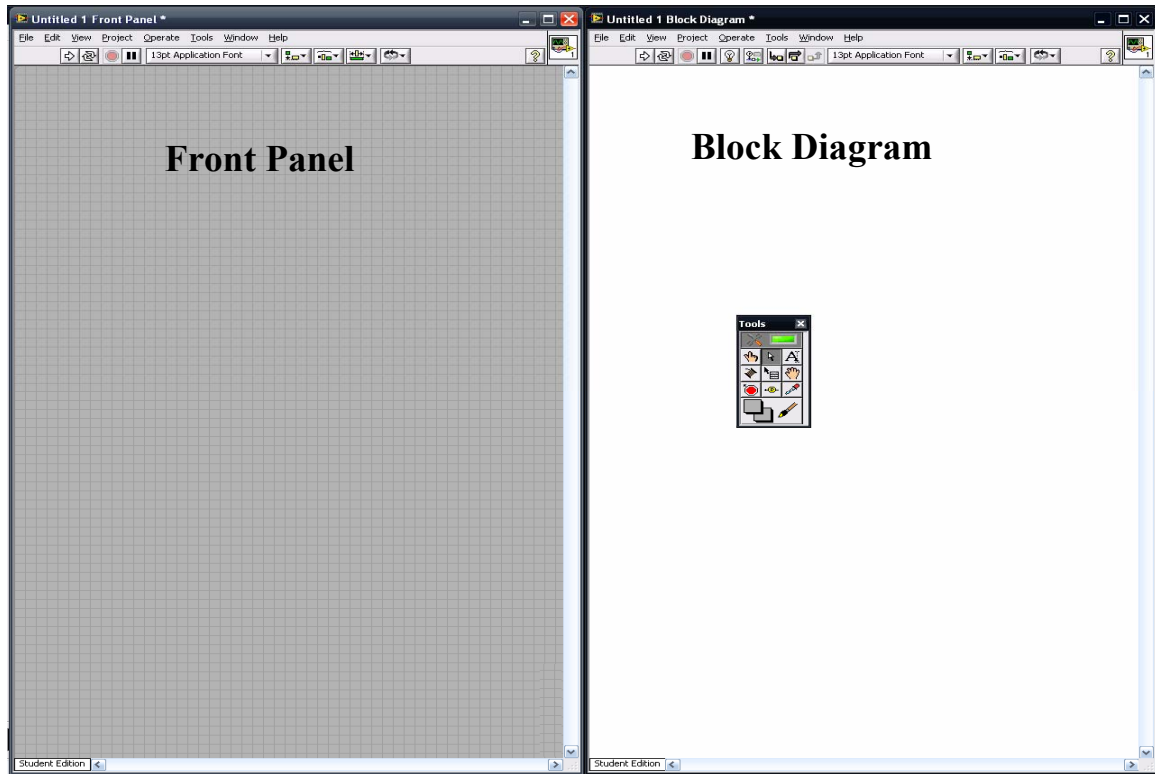 Untitled 1 Front Panel *
File Edit View Project Operate Tools Window Help
13pt Application Font
?
1
Front Panel
Student Edition
Untitled 1 Block Diagram *
File Edit View Project Operate Tools Window Help
13pt Application Font
?
1
Block Diagram
Tools
A
Student Edition